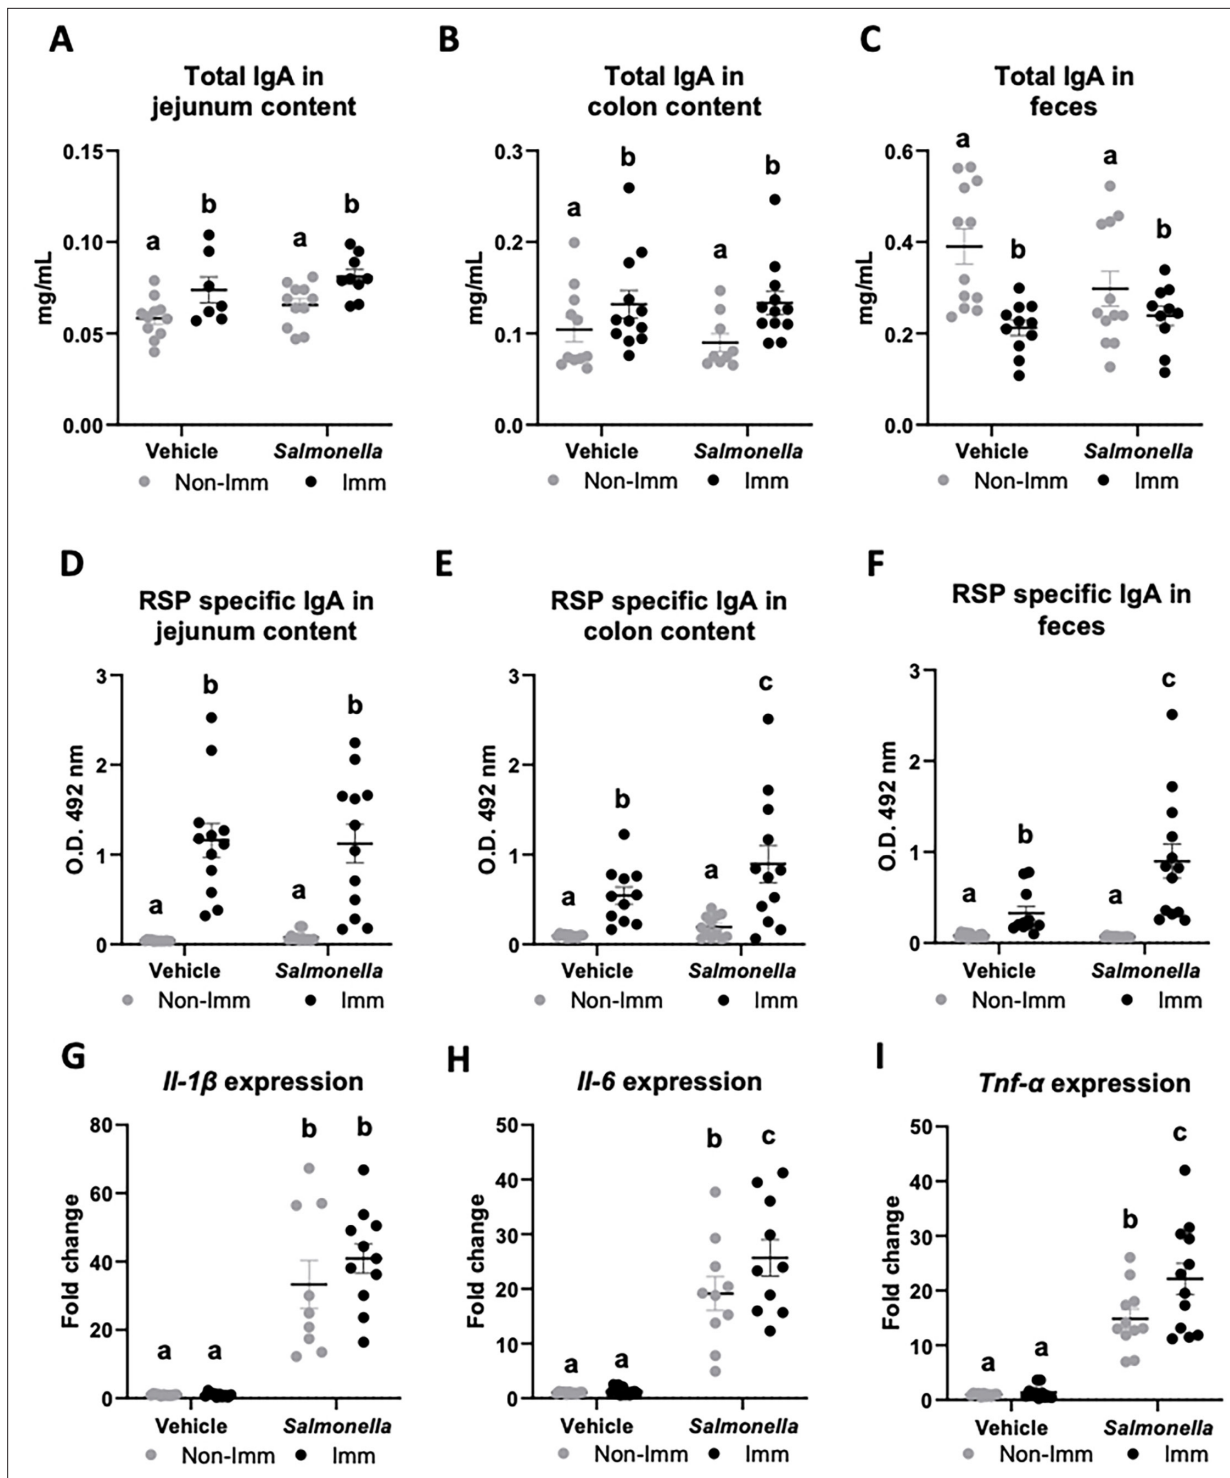 A
B
C
Total IgA in
jejunum content
Total IgA in
colon content
Total IgA in
feces
0.15
0.10
0.05
0.00
mg/mL
a
b
a
b
Vehicle
Salmonella
Non-Imm
Imm
0.3
0.2
0.1
0.0
mg/mL
a
b
a
b
Vehicle
Salmonella
Non-Imm
Imm
0.6
0.4
0.2
0.0
mg/mL
a
b
a
b
Vehicle
Salmonella
Non-Imm
Imm
D
E
F
RSP specific IgA in
jejunum content
RSP specific IgA in
colon content
RSP specific IgA in
feces
3
2
1
0
O.D. 492 nm
a
b
a
b
Vehicle
Salmonella
Non-Imm
Imm
3
2
1
0
O.D. 492 nm
a
b
a
c
Vehicle
Salmonella
Non-Imm
Imm
3
2
1
0
O.D. 492 nm
a
b
a
c
Vehicle
Salmonella
Non-Imm
Imm
G
H
I
Il-1β expression
Il-6 expression
Tnf-α expression
80
60
40
20
0
Fold change
a
a
b
b
Vehicle
Salmonella
Non-Imm
Imm
50
40
30
20
10
0
Fold change
a
a
b
c
Vehicle
Salmonella
Non-Imm
Imm
50
40
30
20
10
0
Fold change
a
a
b
c
Vehicle
Salmonella
Non-Imm
Imm